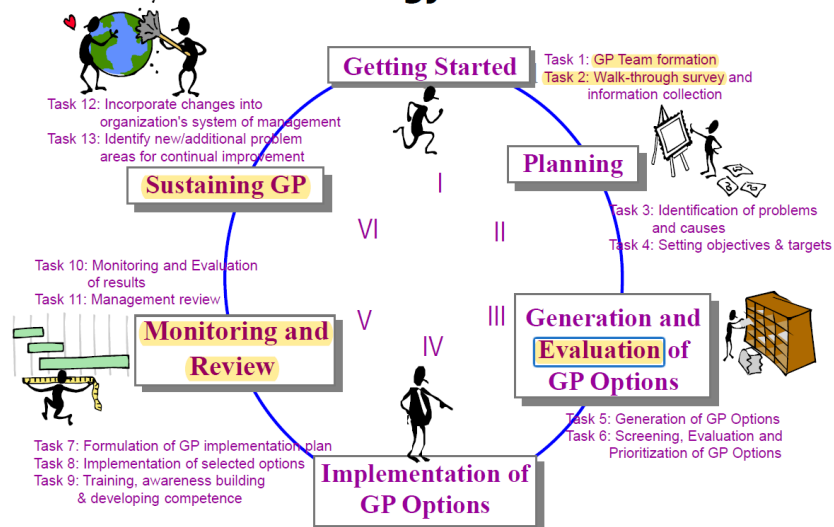 Getting Started
Task 1: GP Team formation
Task 2: Walk-through survey and
information collection
I
Planning
II
Task 3: Identification of problems
and causes
Task 4: Setting objectives & targets
Generation and
Evaluation of
GP Options
III
Task 5: Generation of GP Options
Task 6: Screening, Evaluation and
Prioritization of GP Options
IV
Implementation of
GP Options
Task 7: Formulation of GP implementation plan
Task 8: Implementation of selected options
Task 9: Training, awareness building
& developing competence
V
Monitoring and
Review
Task 10: Monitoring and Evaluation
of results
Task 11: Management review
VI
Sustaining GP
Task 12: Incorporate changes into
organization's system of management
Task 13: Identify new/additional problem
areas for continual improvement